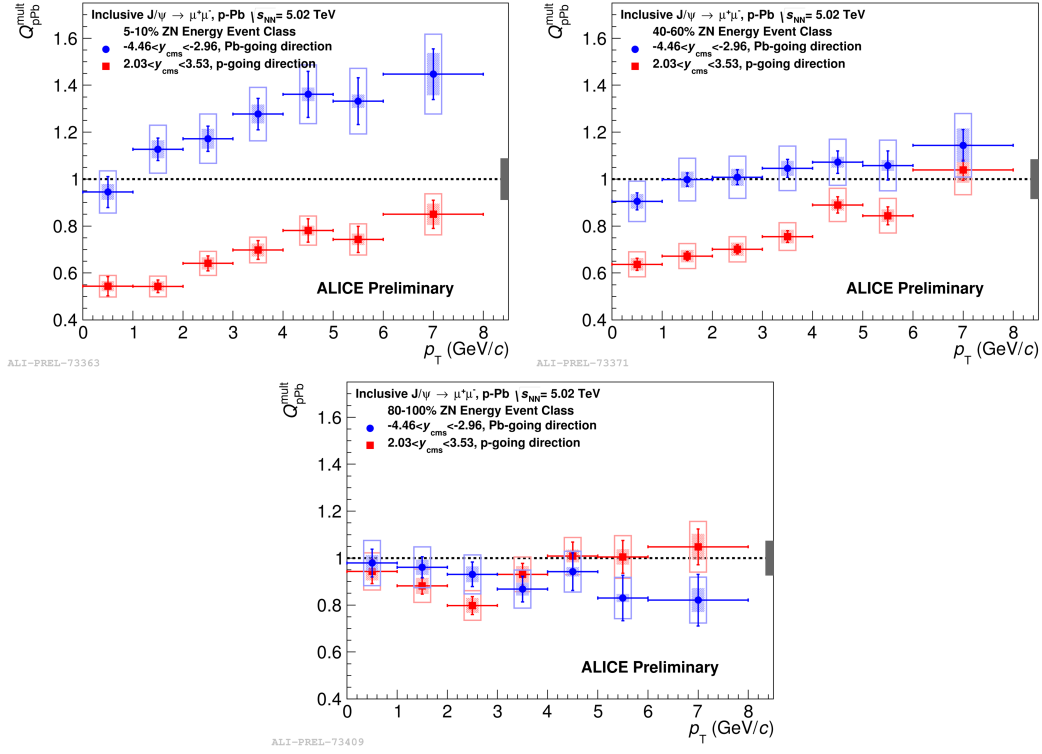 Inclusive J/ψ → μ⁺μ⁻, p-Pb √sNN = 5.02 TeV
5-10% ZN Energy Event Class
-4.46<ycms<-2.96, Pb-going direction
2.03<ycms<3.53, p-going direction
QpPb mult
1.6
1.4
1.2
1
0.8
0.6
0.4
ALICE Preliminary
0 1 2 3 4 5 6 7 8
pT (GeV/c)
ALI-PREL-73363
Inclusive J/ψ → μ⁺μ⁻, p-Pb √sNN = 5.02 TeV
40-60% ZN Energy Event Class
-4.46<ycms<-2.96, Pb-going direction
2.03<ycms<3.53, p-going direction
QpPb mult
1.6
1.4
1.2
1
0.8
0.6
0.4
ALICE Preliminary
0 1 2 3 4 5 6 7 8
pT (GeV/c)
ALI-PREL-73371
Inclusive J/ψ → μ⁺μ⁻, p-Pb √sNN = 5.02 TeV
80-100% ZN Energy Event Class
-4.46<ycms<-2.96, Pb-going direction
2.03<ycms<3.53, p-going direction
QpPb mult
1.6
1.4
1.2
1
0.8
0.6
0.4
ALICE Preliminary
0 1 2 3 4 5 6 7 8
pT (GeV/c)
ALI-PREL-73409